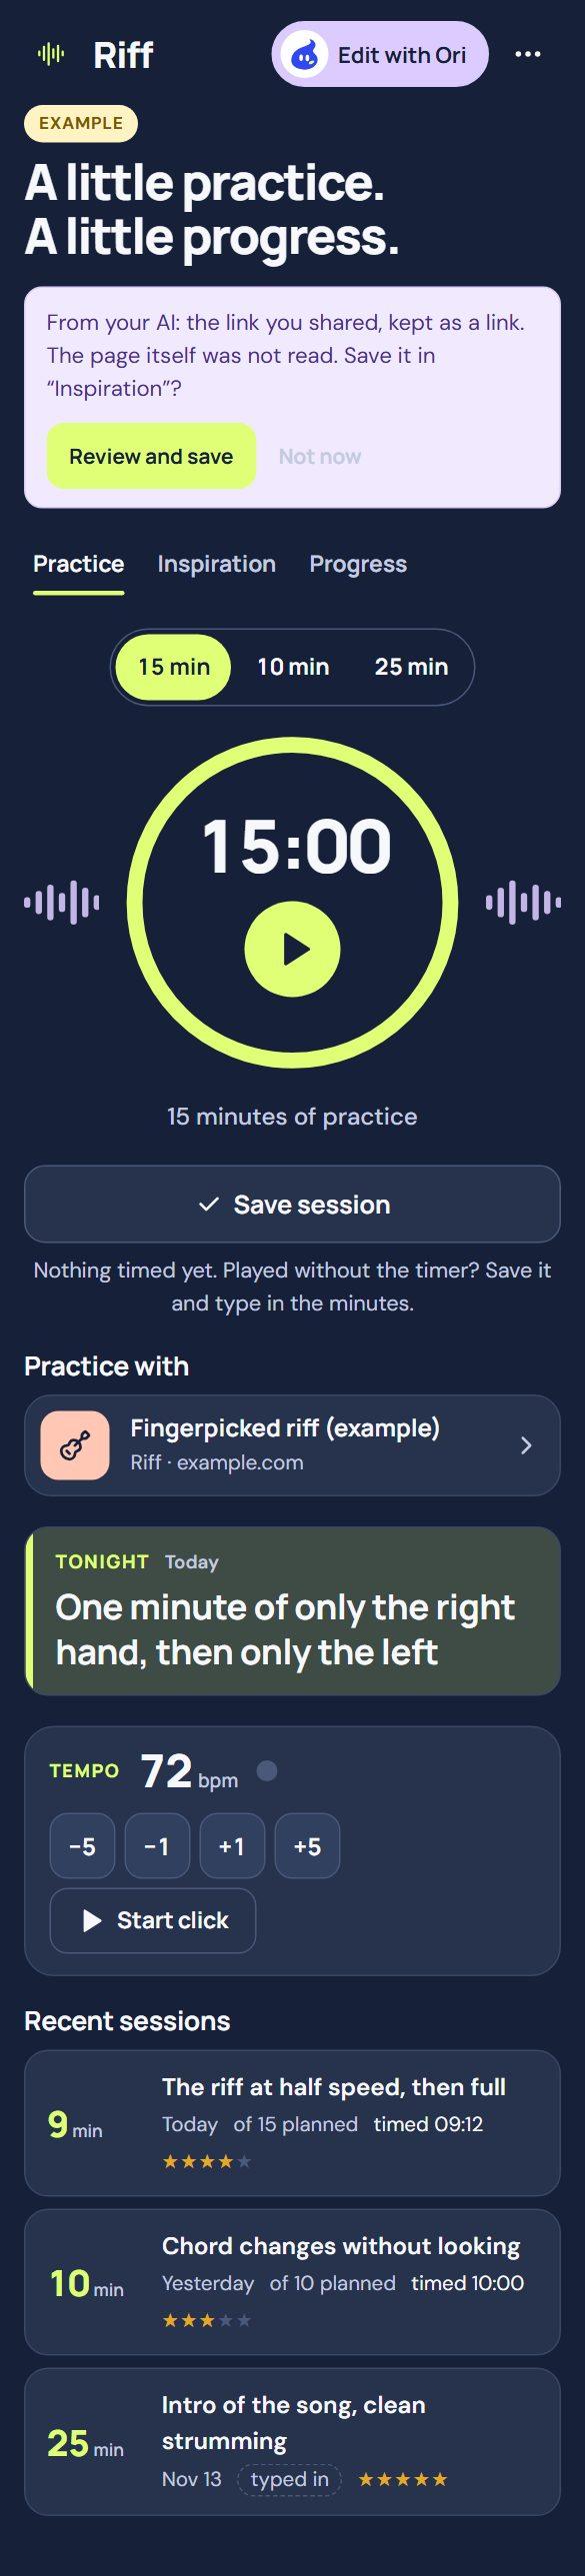 Riff
Edit with Ori
EXAMPLE
A little practice.
A little progress.
From your AI: the link you shared, kept as a link.
The page itself was not read. Save it in
“Inspiration”?
Review and save
Not now
Practice
Inspiration
Progress
15 min
10 min
25 min
15:00
15 minutes of practice
Save session
Nothing timed yet. Played without the timer? Save it
and type in the minutes.
Practice with
Fingerpicked riff (example)
Riff · example.com
TONIGHT Today
One minute of only the right
hand, then only the left
TEMPO 72 bpm
−5
−1
+1
+5
Start click
Recent sessions
9 min
The riff at half speed, then full
Today of 15 planned timed 09:12
10 min
Chord changes without looking
Yesterday of 10 planned timed 10:00
25 min
Intro of the song, clean
strumming
Nov 13 typed in